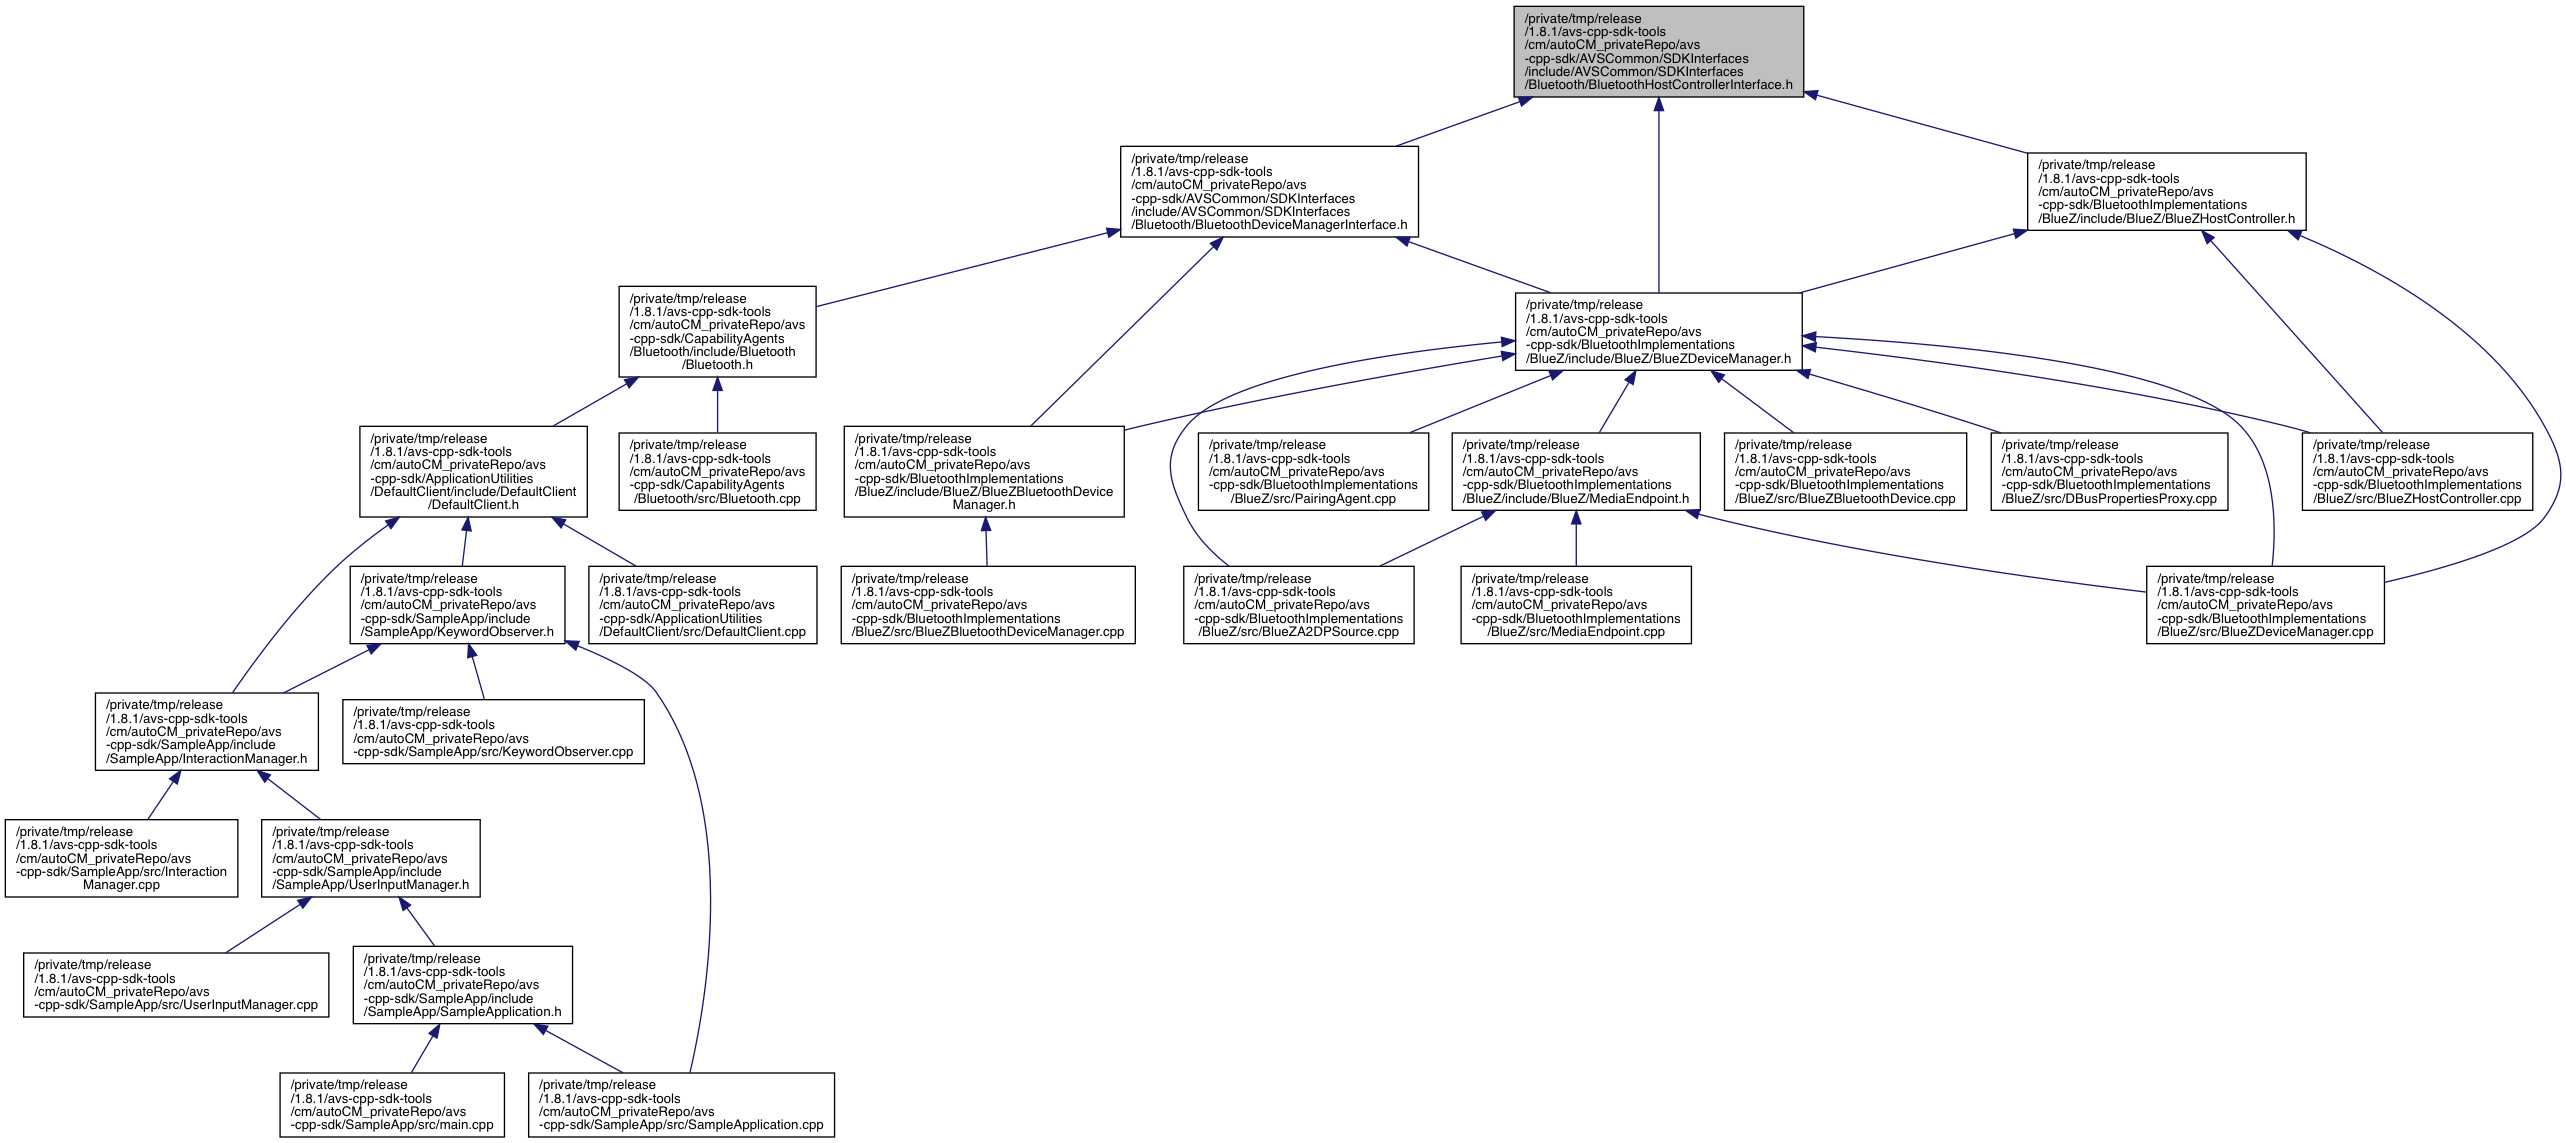 /private/tmp/release
/1.8.1/avs-cpp-sdk-tools
/cm/autoCM_privateRepo/avs
-cpp-sdk/AVSCommon/SDKInterfaces
/include/AVSCommon/SDKInterfaces
/Bluetooth/BluetoothHostControllerInterface.h
/private/tmp/release
/1.8.1/avs-cpp-sdk-tools
/cm/autoCM_privateRepo/avs
-cpp-sdk/AVSCommon/SDKInterfaces
/include/AVSCommon/SDKInterfaces
/Bluetooth/BluetoothDeviceManagerInterface.h
/private/tmp/release
/1.8.1/avs-cpp-sdk-tools
/cm/autoCM_privateRepo/avs
-cpp-sdk/BluetoothImplementations
/BlueZ/include/BlueZ/BlueZHostController.h
/private/tmp/release
/1.8.1/avs-cpp-sdk-tools
/cm/autoCM_privateRepo/avs
-cpp-sdk/CapabilityAgents
/Bluetooth/include/Bluetooth
/Bluetooth.h
/private/tmp/release
/1.8.1/avs-cpp-sdk-tools
/cm/autoCM_privateRepo/avs
-cpp-sdk/BluetoothImplementations
/BlueZ/include/BlueZ/BlueZDeviceManager.h
/private/tmp/release
/1.8.1/avs-cpp-sdk-tools
/cm/autoCM_privateRepo/avs
-cpp-sdk/ApplicationUtilities
/DefaultClient/include/DefaultClient
/DefaultClient.h
/private/tmp/release
/1.8.1/avs-cpp-sdk-tools
/cm/autoCM_privateRepo/avs
-cpp-sdk/CapabilityAgents
/Bluetooth/src/Bluetooth.cpp
/private/tmp/release
/1.8.1/avs-cpp-sdk-tools
/cm/autoCM_privateRepo/avs
-cpp-sdk/BluetoothImplementations
/BlueZ/include/BlueZ/BlueZBluetoothDevice
Manager.h
/private/tmp/release
/1.8.1/avs-cpp-sdk-tools
/cm/autoCM_privateRepo/avs
-cpp-sdk/BluetoothImplementations
/BlueZ/src/PairingAgent.cpp
/private/tmp/release
/1.8.1/avs-cpp-sdk-tools
/cm/autoCM_privateRepo/avs
-cpp-sdk/BluetoothImplementations
/BlueZ/include/BlueZ/MediaEndpoint.h
/private/tmp/release
/1.8.1/avs-cpp-sdk-tools
/cm/autoCM_privateRepo/avs
-cpp-sdk/BluetoothImplementations
/BlueZ/src/BlueZBluetoothDevice.cpp
/private/tmp/release
/1.8.1/avs-cpp-sdk-tools
/cm/autoCM_privateRepo/avs
-cpp-sdk/BluetoothImplementations
/BlueZ/src/DBusPropertiesProxy.cpp
/private/tmp/release
/1.8.1/avs-cpp-sdk-tools
/cm/autoCM_privateRepo/avs
-cpp-sdk/BluetoothImplementations
/BlueZ/src/BlueZHostController.cpp
/private/tmp/release
/1.8.1/avs-cpp-sdk-tools
/cm/autoCM_privateRepo/avs
-cpp-sdk/SampleApp/include
/SampleApp/KeywordObserver.h
/private/tmp/release
/1.8.1/avs-cpp-sdk-tools
/cm/autoCM_privateRepo/avs
-cpp-sdk/ApplicationUtilities
/DefaultClient/src/DefaultClient.cpp
/private/tmp/release
/1.8.1/avs-cpp-sdk-tools
/cm/autoCM_privateRepo/avs
-cpp-sdk/BluetoothImplementations
/BlueZ/src/BlueZBluetoothDeviceManager.cpp
/private/tmp/release
/1.8.1/avs-cpp-sdk-tools
/cm/autoCM_privateRepo/avs
-cpp-sdk/BluetoothImplementations
/BlueZ/src/BlueZA2DPSource.cpp
/private/tmp/release
/1.8.1/avs-cpp-sdk-tools
/cm/autoCM_privateRepo/avs
-cpp-sdk/BluetoothImplementations
/BlueZ/src/MediaEndpoint.cpp
/private/tmp/release
/1.8.1/avs-cpp-sdk-tools
/cm/autoCM_privateRepo/avs
-cpp-sdk/BluetoothImplementations
/BlueZ/src/BlueZDeviceManager.cpp
/private/tmp/release
/1.8.1/avs-cpp-sdk-tools
/cm/autoCM_privateRepo/avs
-cpp-sdk/SampleApp/include
/SampleApp/InteractionManager.h
/private/tmp/release
/1.8.1/avs-cpp-sdk-tools
/cm/autoCM_privateRepo/avs
-cpp-sdk/SampleApp/src/KeywordObserver.cpp
/private/tmp/release
/1.8.1/avs-cpp-sdk-tools
/cm/autoCM_privateRepo/avs
-cpp-sdk/SampleApp/src/Interaction
Manager.cpp
/private/tmp/release
/1.8.1/avs-cpp-sdk-tools
/cm/autoCM_privateRepo/avs
-cpp-sdk/SampleApp/include
/SampleApp/UserInputManager.h
/private/tmp/release
/1.8.1/avs-cpp-sdk-tools
/cm/autoCM_privateRepo/avs
-cpp-sdk/SampleApp/src/UserInputManager.cpp
/private/tmp/release
/1.8.1/avs-cpp-sdk-tools
/cm/autoCM_privateRepo/avs
-cpp-sdk/SampleApp/include
/SampleApp/SampleApplication.h
/private/tmp/release
/1.8.1/avs-cpp-sdk-tools
/cm/autoCM_privateRepo/avs
-cpp-sdk/SampleApp/src/main.cpp
/private/tmp/release
/1.8.1/avs-cpp-sdk-tools
/cm/autoCM_privateRepo/avs
-cpp-sdk/SampleApp/src/SampleApplication.cpp